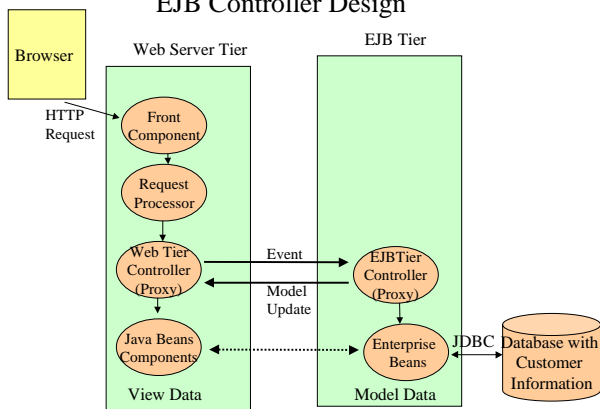 EJB Controller Design
Browser
Web Server Tier
EJB Tier
HTTP
Request
Front
Component
Request
Processor
Web Tier
Controller
(Proxy)
Event
Model
Update
EJBTier
Controller
(Proxy)
Java Beans
Components
Enterprise
Beans
JDBC
Database with
Customer
Information
View Data
Model Data